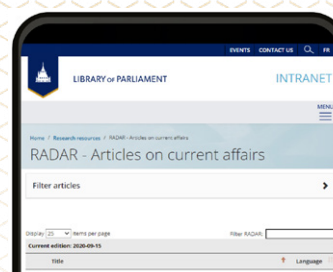 EVENTS CONTACT US FR
LIBRARY OF PARLIAMENT
INTRANET
MENU
Home / Research resources / RADAR - Articles on current affairs
RADAR - Articles on current affairs
Filter articles
Display 25 items per page
Filter RADAR:
Current edition: 2020-09-15
Title
Language